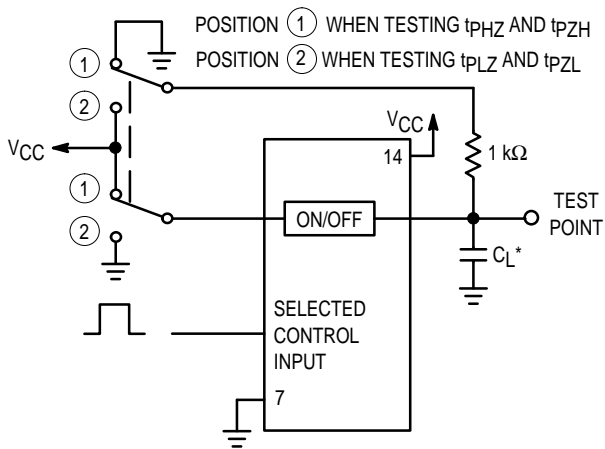 POSITION 1 WHEN TESTING tPHZ AND tPZH
POSITION 2 WHEN TESTING tPLZ AND tPZL
1
2
VCC
VCC
14
1 kΩ
1
2
ON/OFF
TEST
POINT
CL*
SELECTED
CONTROL
INPUT
7